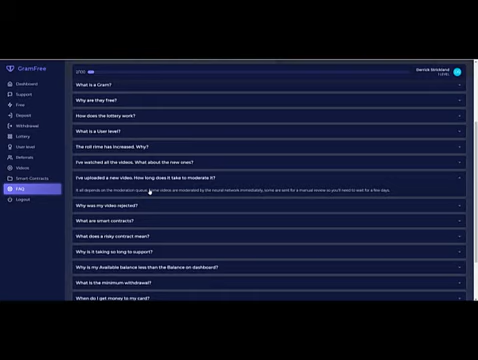 GramFree
Derrick Strickland
1 LEVEL
Dashboard
Support
Free
Deposit
Withdrawal
Lottery
User level
Referrals
Videos
Smart Contracts
FAQ
Logout
What is a Gram?
Why are they free?
How does the lottery work?
What is a User level?
The roll time has increased. Why?
I've watched all the videos. What about the new ones?
I've uploaded a new video. How long does it take to moderate it?
It all depends on the moderation queue. Some videos are moderated by the neural network immediately, some are sent for a manual review so you'll need to wait for a few days.
Why was my video rejected?
What are smart contracts?
What does a risky contract mean?
Why is it taking so long to support?
Why is my Available balance less than the Balance on dashboard?
What is the minimum withdrawal?
When do I get money to my card?